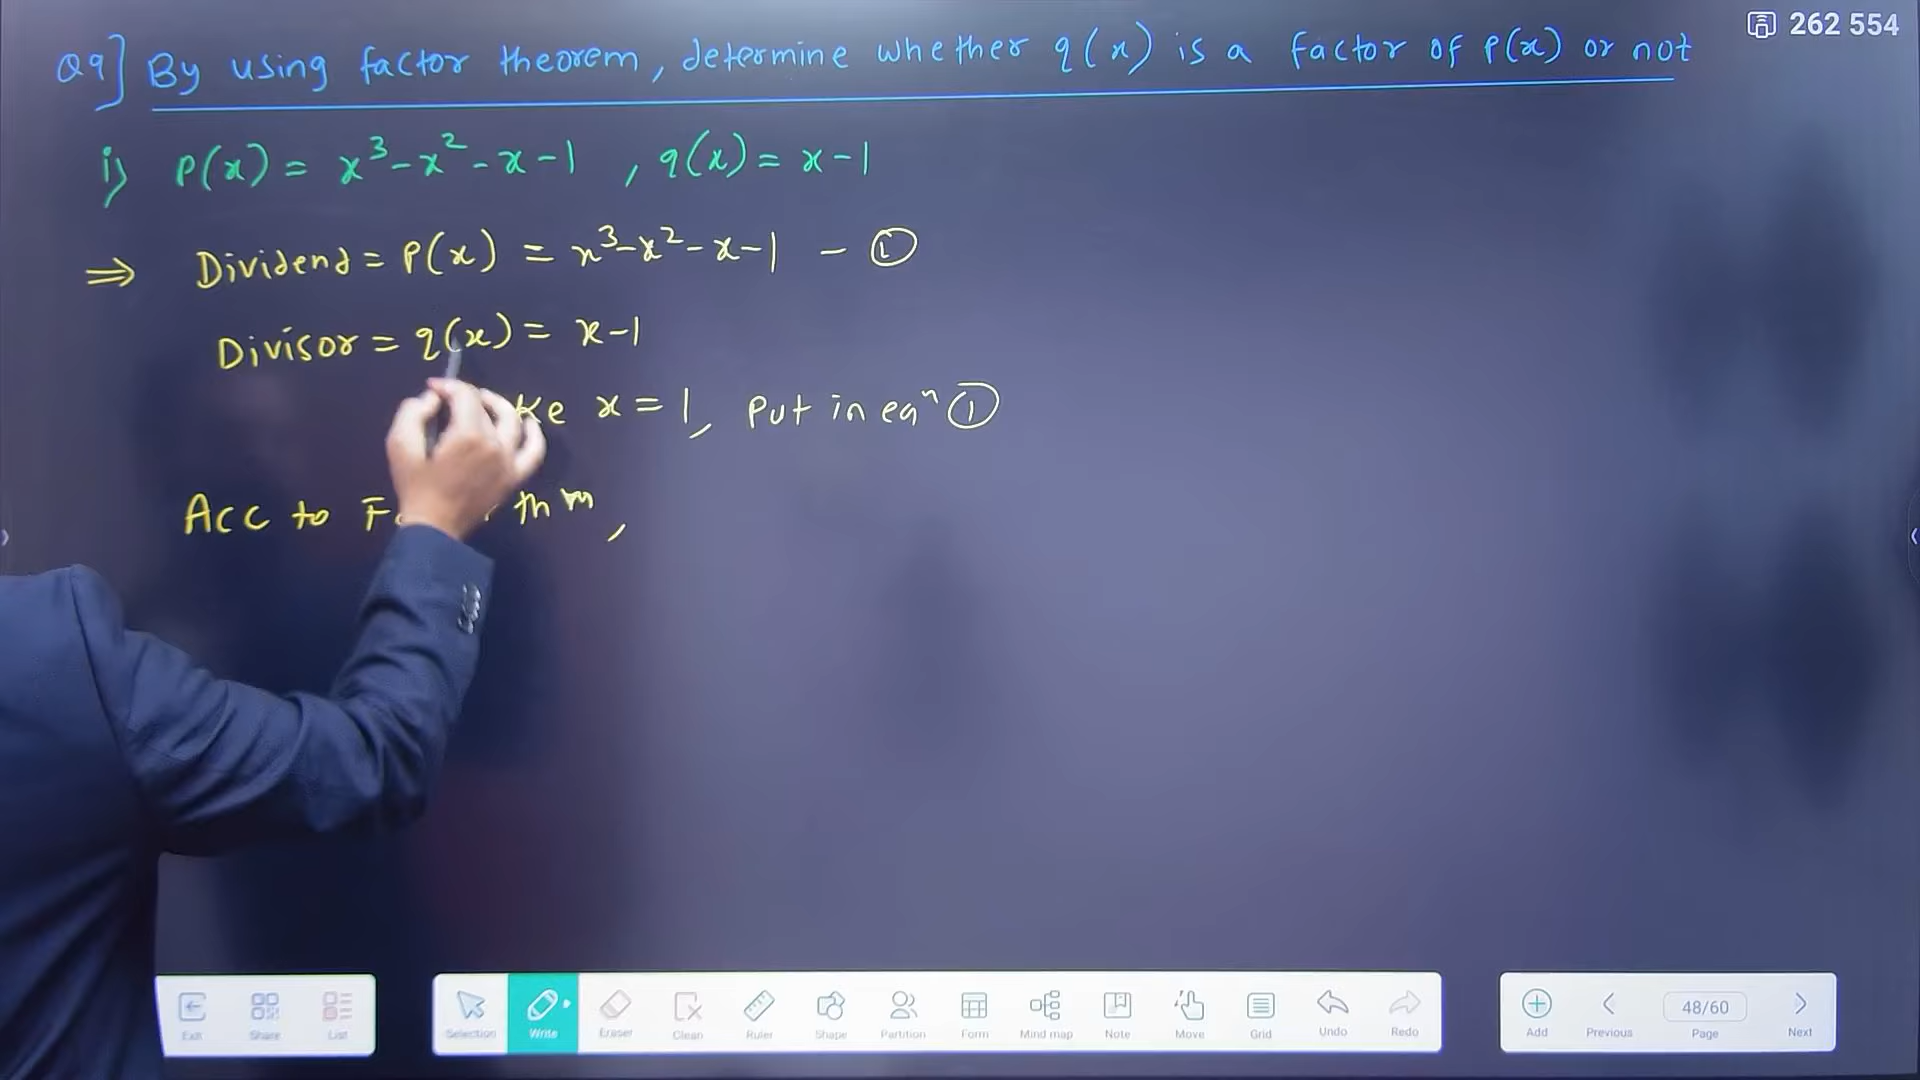 262 554
Q9] By using factor theorem, determine whether q(x) is a factor of P(x) or not
i) P(x) = x³-x²-x-1 , q(x) = x-1
⇒ Dividend = P(x) = x³-x²-x-1 - ①
Divisor = q(x) = x-1
x = 1, Put in eqⁿ ①
Acc to thm,
Exit Share List Selection Write Eraser Clean Ruler Shape Partition Form Mind map Note Move Grid Undo Redo Add Previous 48/60 Page Next